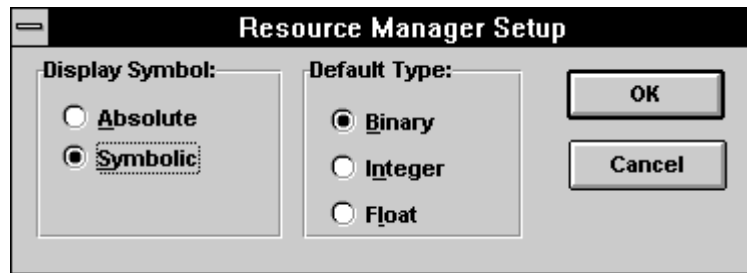 Resource Manager Setup
Display Symbol:
Absolute
Symbolic
Default Type:
Binary
Integer
Float
OK
Cancel